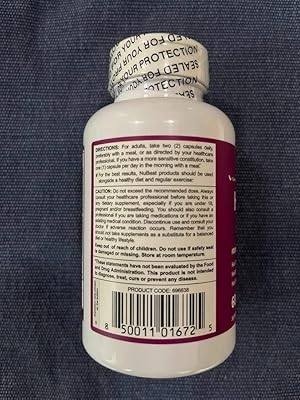 FOR YOUR PROTECTION
SEALED
YOUR PROTECTION
SEALED FOR YOUR
PROTECTION
SEALED
DIRECTIONS: For adults, take two (2) capsules daily
preferably with a meal, or as directed by your healthcare
professional. If you have a more sensitive constitution, take
one (1) capsule per day in the morning with a meal.
For the best results, NuBest products should be used
alongside a healthy diet and regular exercise.
CAUTION: Do not exceed the recommended dose. Always
consult your healthcare professional before taking this or
any dietary supplement, especially if you are under 18,
pregnant and/or breastfeeding. You should also consult a
professional if you are taking medications or if you have an
existing medical condition. Discontinue use and consult your
doctor if adverse reaction occurs. Remember that you
should not take supplements as a substitute for a balanced
diet or healthy lifestyle.
Keep out of reach of children. Do not use if safety seal
is damaged or missing. Store at room temperature.
*These statements have not been evaluated by the Food
and Drug Administration. This product is not intended
to diagnose, treat, cure or prevent any disease.
PRODUCT CODE: 696638
8 50011 01672 5